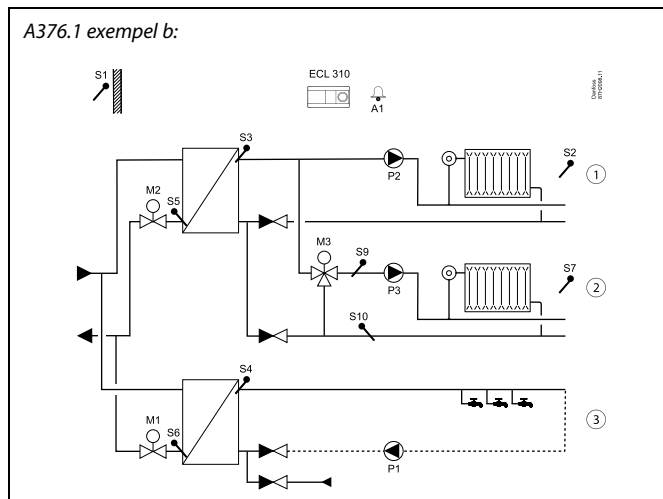 A376.1 exempel b:
S1
ECL 310
A1
Danfoss
S3
P2
S2
1
M2
S5
M3
S9
P3
S7
2
S10
S4
M1
S6
P1
3